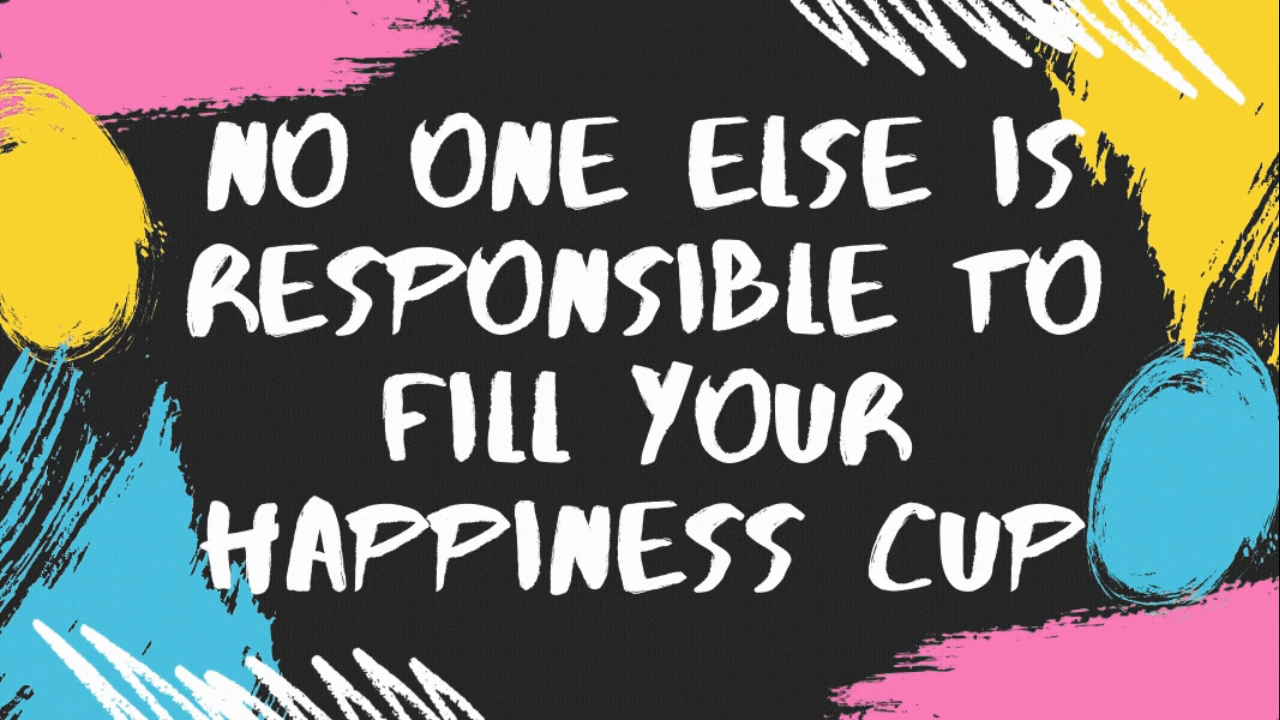 NO ONE ELSE IS
RESPONSIBLE TO
FILL YOUR
HAPPINESS CUP